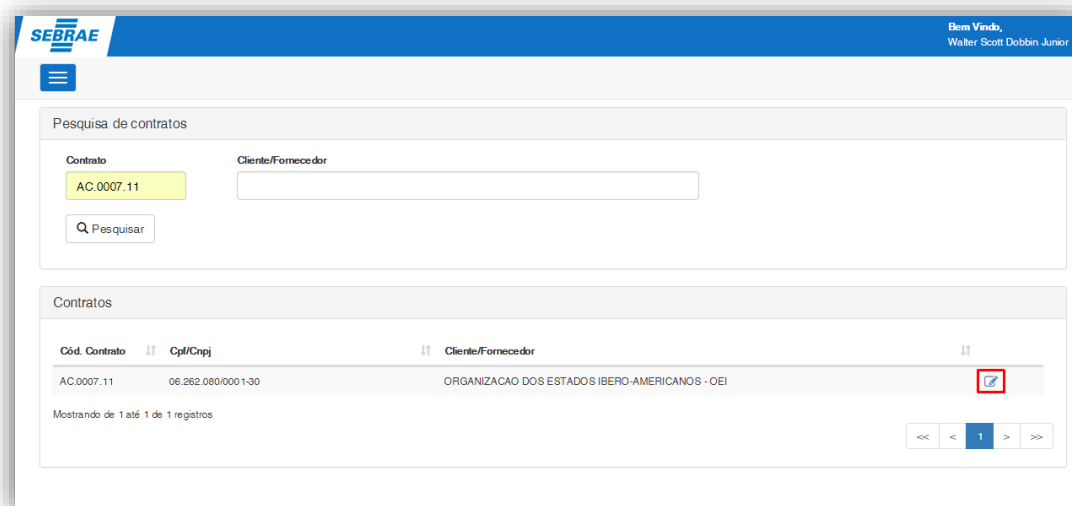 SEBRAE
Bem Vindo,
Walter Scott Dobbin Junior
Pesquisa de contratos
Contrato Cliente/Fornecedor
AC.0007.11
Pesquisar
Contratos
Cód. Contrato Cpf/Cnpj Cliente/Fornecedor
AC.0007.11 06.262.080/0001-30 ORGANIZACAO DOS ESTADOS IBERO-AMERICANOS - OEI
Mostrando de 1 até 1 de 1 registros
<< < 1 > >>